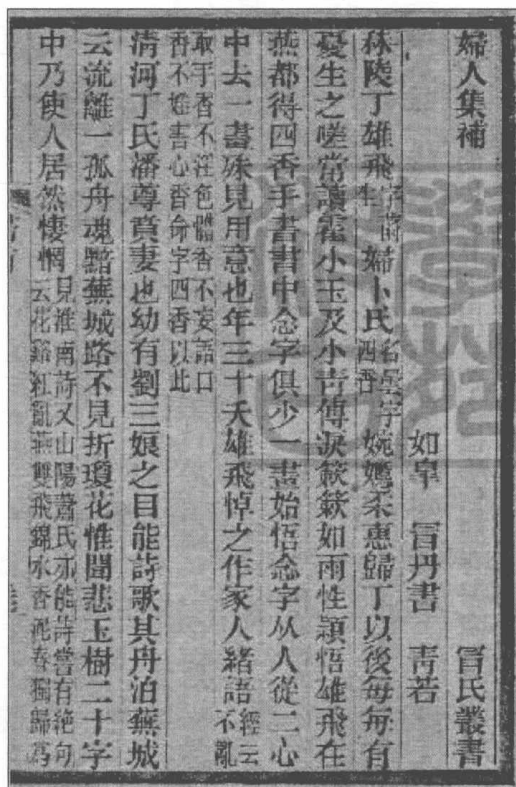 婦人集補 冒氏叢書
如皋 冒丹書 青若
秣陵丁雄飛字菡生婦卜氏名曇字四香婉嫕柔惠歸丁以後每每有
憂生之嗟嘗讀霍小玉及小青傳淚簌簌如雨性穎悟雄飛在
燕都得四香手書書中念字俱少一畫始悟念字从人從二心
中去一畫殊見用意也年三十夭雄飛悼之作家人緒語經云不亂
取于香不淫色體香不妄語口香不嫉害心香命字四香以此
清河丁氏潘尊貢妻也幼有劉三娘之目能詩歌其舟泊蕪城
云流離一孤舟魂黯蕪城路不見折瓊花惟聞悲玉樹二十字
中乃使人居然悽惘見淮南詩又山陽蕭氏亦能詩嘗有絕句云花谿紅亂燕雙飛錦水香泥春獨歸為